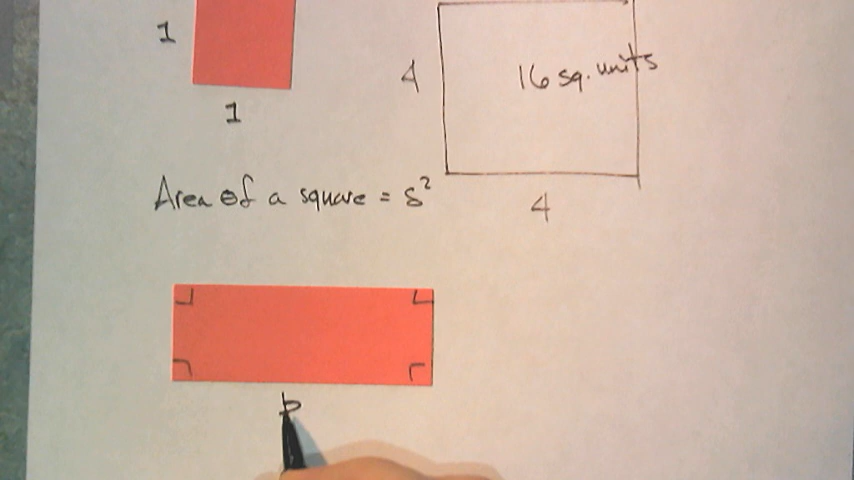 1
1
4
16 sq. units
4
Area of a square = s²
b